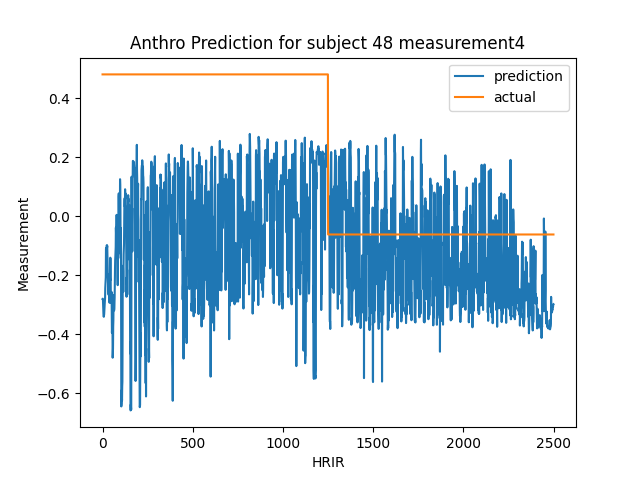 Anthro Prediction for subject 48 measurement4
prediction
actual
Measurement
0.4
0.2
0.0
−0.2
−0.4
−0.6
0
500
1000
1500
2000
2500
HRIR